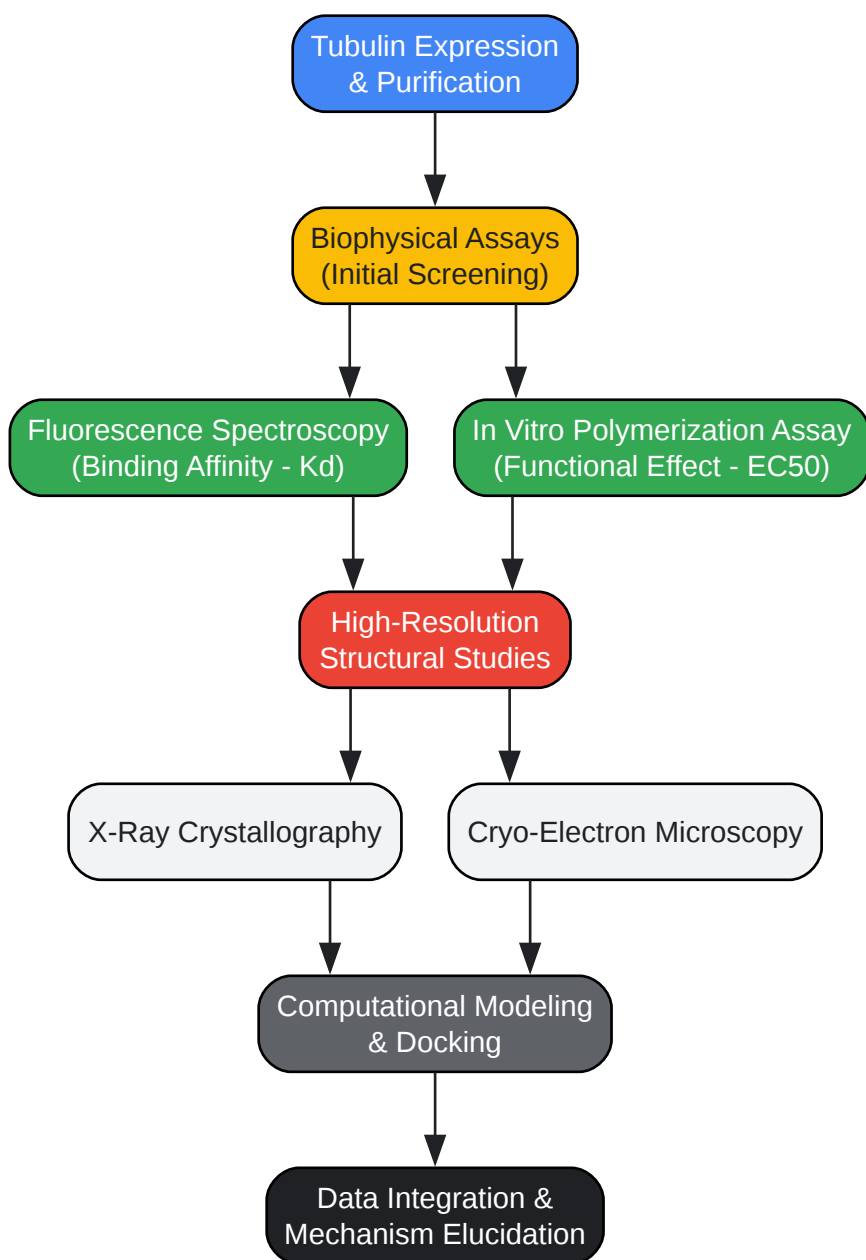 Tubulin Expression
& Purification
Biophysical Assays
(Initial Screening)
Fluorescence Spectroscopy
(Binding Affinity - Kd)
In Vitro Polymerization Assay
(Functional Effect - EC50)
High-Resolution
Structural Studies
X-Ray Crystallography
Cryo-Electron Microscopy
Computational Modeling
& Docking
Data Integration &
Mechanism Elucidation